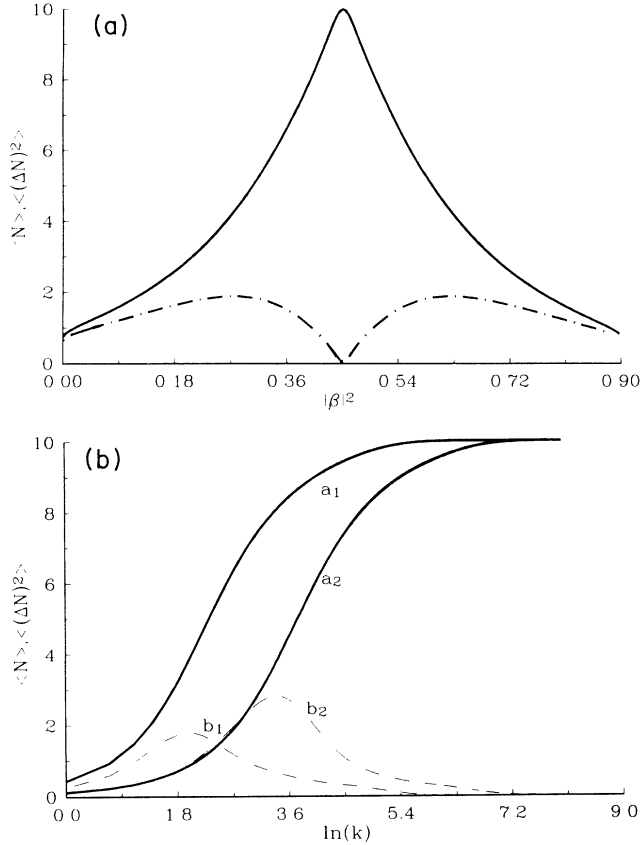 (a)
10
8
6
4
2
0
N>,<(ΔN)²>
0 00 0 18 0 36 0 54 0 72 0 90
|β|²
(b)
10
8
6
4
2
0
<N>,<(ΔN)²>
a₁
a₂
b₁
b₂
0 0 1 8 3 6 5 4 7 2 9 0
ln(k)